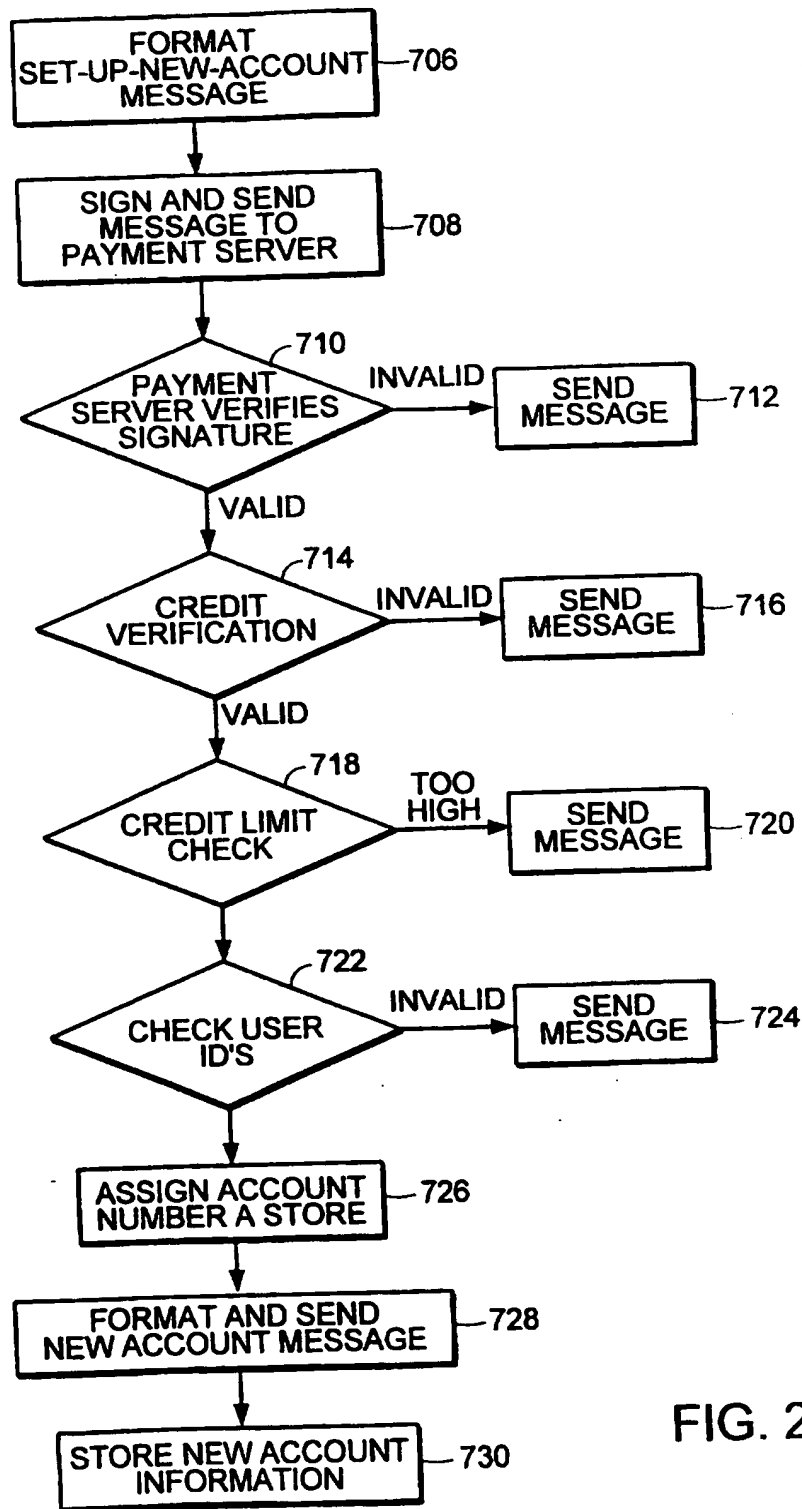 FORMAT
SET-UP-NEW-ACCOUNT
MESSAGE
706
SIGN AND SEND
MESSAGE TO
PAYMENT SERVER
708
710
PAYMENT
SERVER VERIFIES
SIGNATURE
INVALID
SEND
MESSAGE
712
VALID
714
CREDIT
VERIFICATION
INVALID
SEND
MESSAGE
716
VALID
718
CREDIT LIMIT
CHECK
TOO
HIGH
SEND
MESSAGE
720
722
CHECK USER
ID'S
INVALID
SEND
MESSAGE
724
ASSIGN ACCOUNT
NUMBER A STORE
726
FORMAT AND SEND
NEW ACCOUNT MESSAGE
728
STORE NEW ACCOUNT
INFORMATION
730
FIG. 2